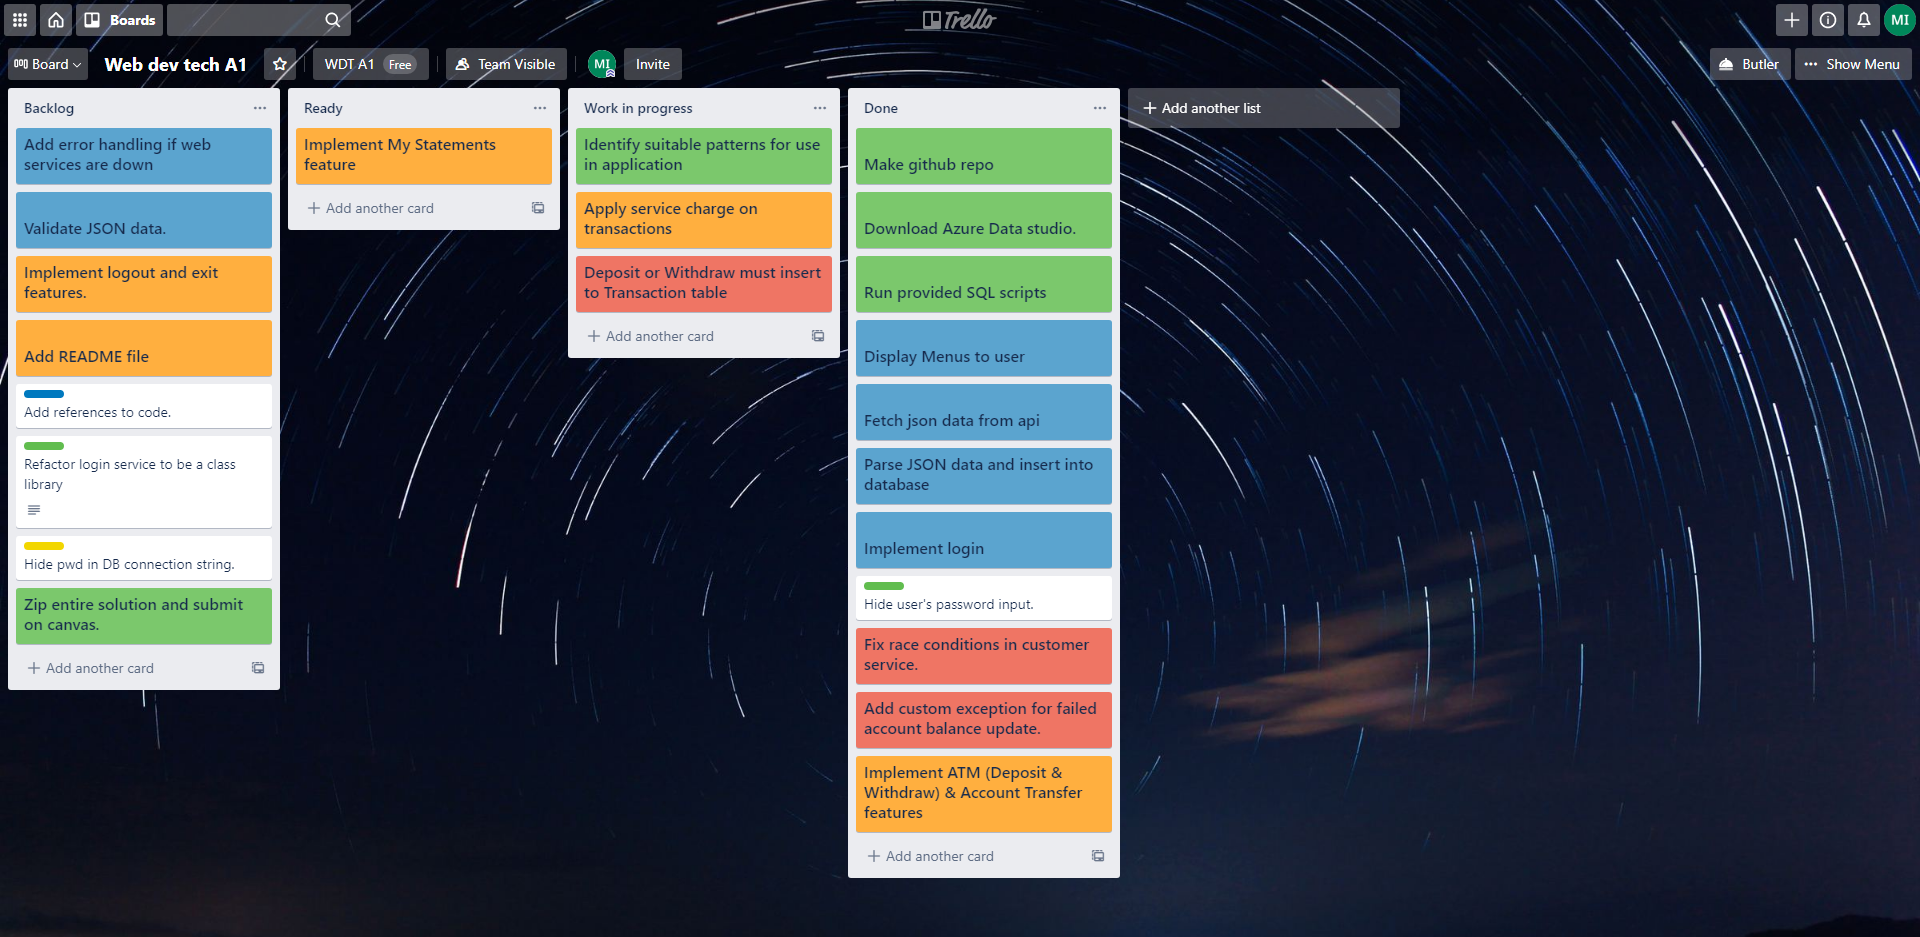 Boards
Trello
MI
Board
Web dev tech A1
WDT A1 Free
Team Visible
MI
Invite
Butler
Show Menu
Backlog
Add error handling if web
services are down
Validate JSON data.
Implement logout and exit
features.
Add README file
Add references to code.
Refactor login service to be a class
library
Hide pwd in DB connection string.
Zip entire solution and submit
on canvas.
Add another card
Ready
Implement My Statements
feature
Add another card
Work in progress
Identify suitable patterns for use
in application
Apply service charge on
transactions
Deposit or Withdraw must insert
to Transaction table
Add another card
Done
Make github repo
Download Azure Data studio.
Run provided SQL scripts
Display Menus to user
Fetch json data from api
Parse JSON data and insert into
database
Implement login
Hide user's password input.
Fix race conditions in customer
service.
Add custom exception for failed
account balance update.
Implement ATM (Deposit &
Withdraw) & Account Transfer
features
Add another card
Add another list